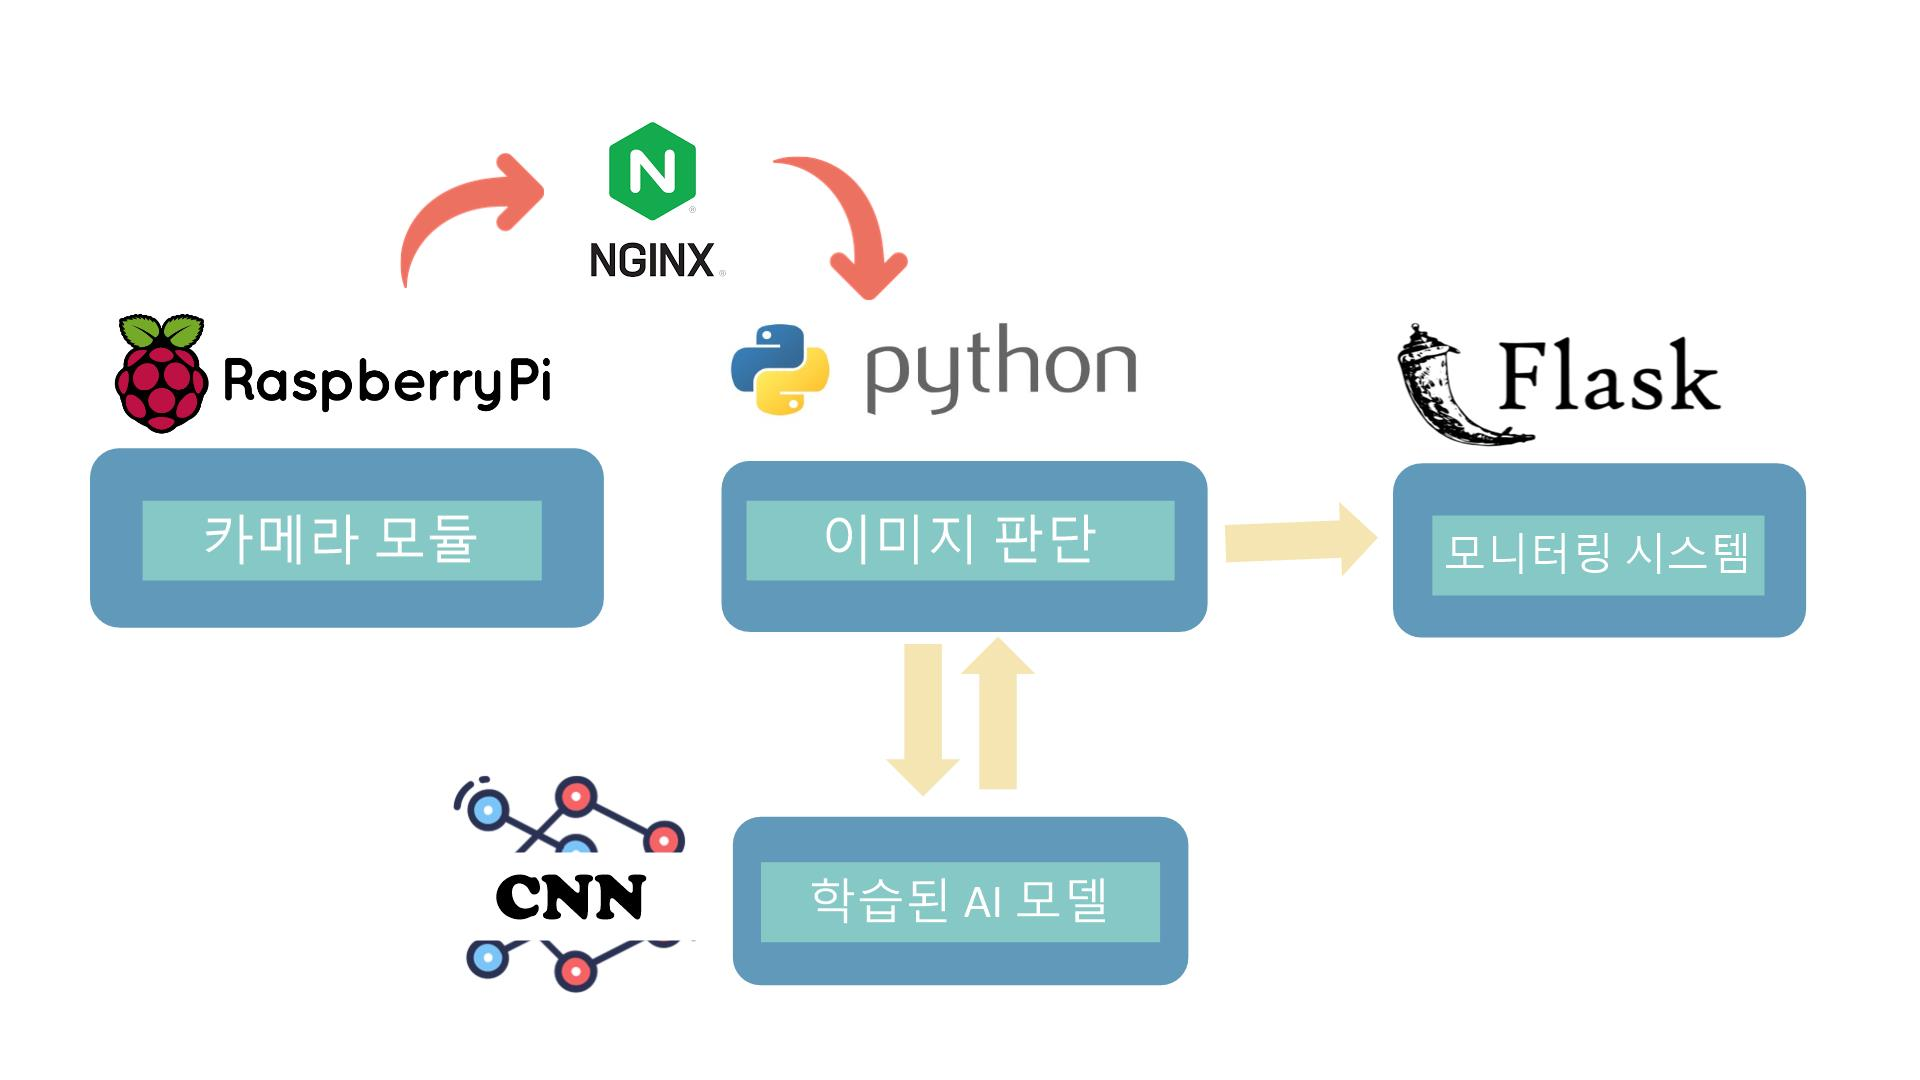 NGINX
RaspberryPi
python
Flask
카메라 모듈
이미지 판단
모니터링 시스템
CNN
학습된 AI 모델